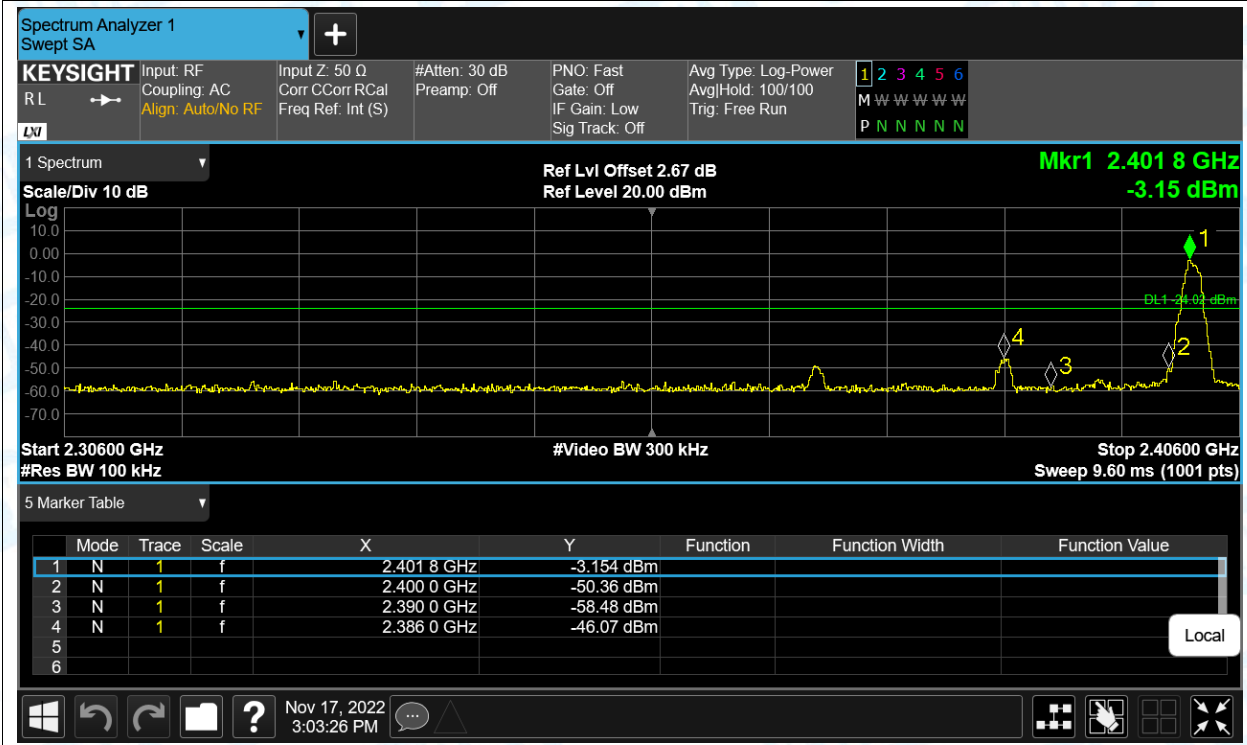 Spectrum Analyzer 1
Swept SA
+
KEYSIGHT
R L
LXI
Input: RF
Coupling: AC
Align: Auto/No RF
Input Z: 50 Ω
Corr CCorr RCal
Freq Ref: Int (S)
#Atten: 30 dB
Preamp: Off
PNO: Fast
Gate: Off
IF Gain: Low
Sig Track: Off
Avg Type: Log-Power
Avg|Hold: 100/100
Trig: Free Run
1 2 3 4 5 6
M W W W W W W
P N N N N N N
1 Spectrum
Scale/Div 10 dB
Ref Lvl Offset 2.67 dB
Ref Level 20.00 dBm
Mkr1 2.401 8 GHz
-3.15 dBm
Log
10.0
0.00
-10.0
-20.0
-30.0
-40.0
-50.0
-60.0
-70.0
1
DL1 -24.02 dBm
4
2
3
Start 2.30600 GHz
#Video BW 300 kHz
Stop 2.40600 GHz
#Res BW 100 kHz
Sweep 9.60 ms (1001 pts)
5 Marker Table
Mode Trace Scale X Y Function Function Width Function Value
1 N 1 f 2.401 8 GHz -3.154 dBm
2 N 1 f 2.400 0 GHz -50.36 dBm
3 N 1 f 2.390 0 GHz -58.48 dBm
4 N 1 f 2.386 0 GHz -46.07 dBm
5
6
Local
?
Nov 17, 2022
3:03:26 PM